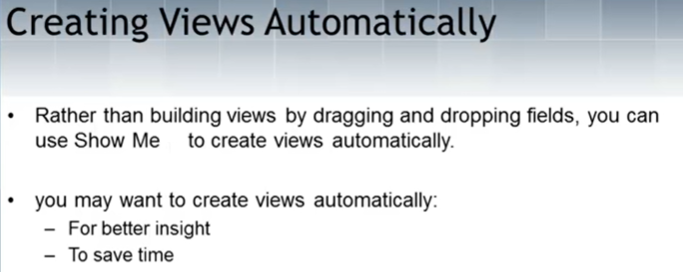 Creating Views Automatically
• Rather than building views by dragging and dropping fields, you can
use Show Me to create views automatically.
• you may want to create views automatically:
– For better insight
– To save time